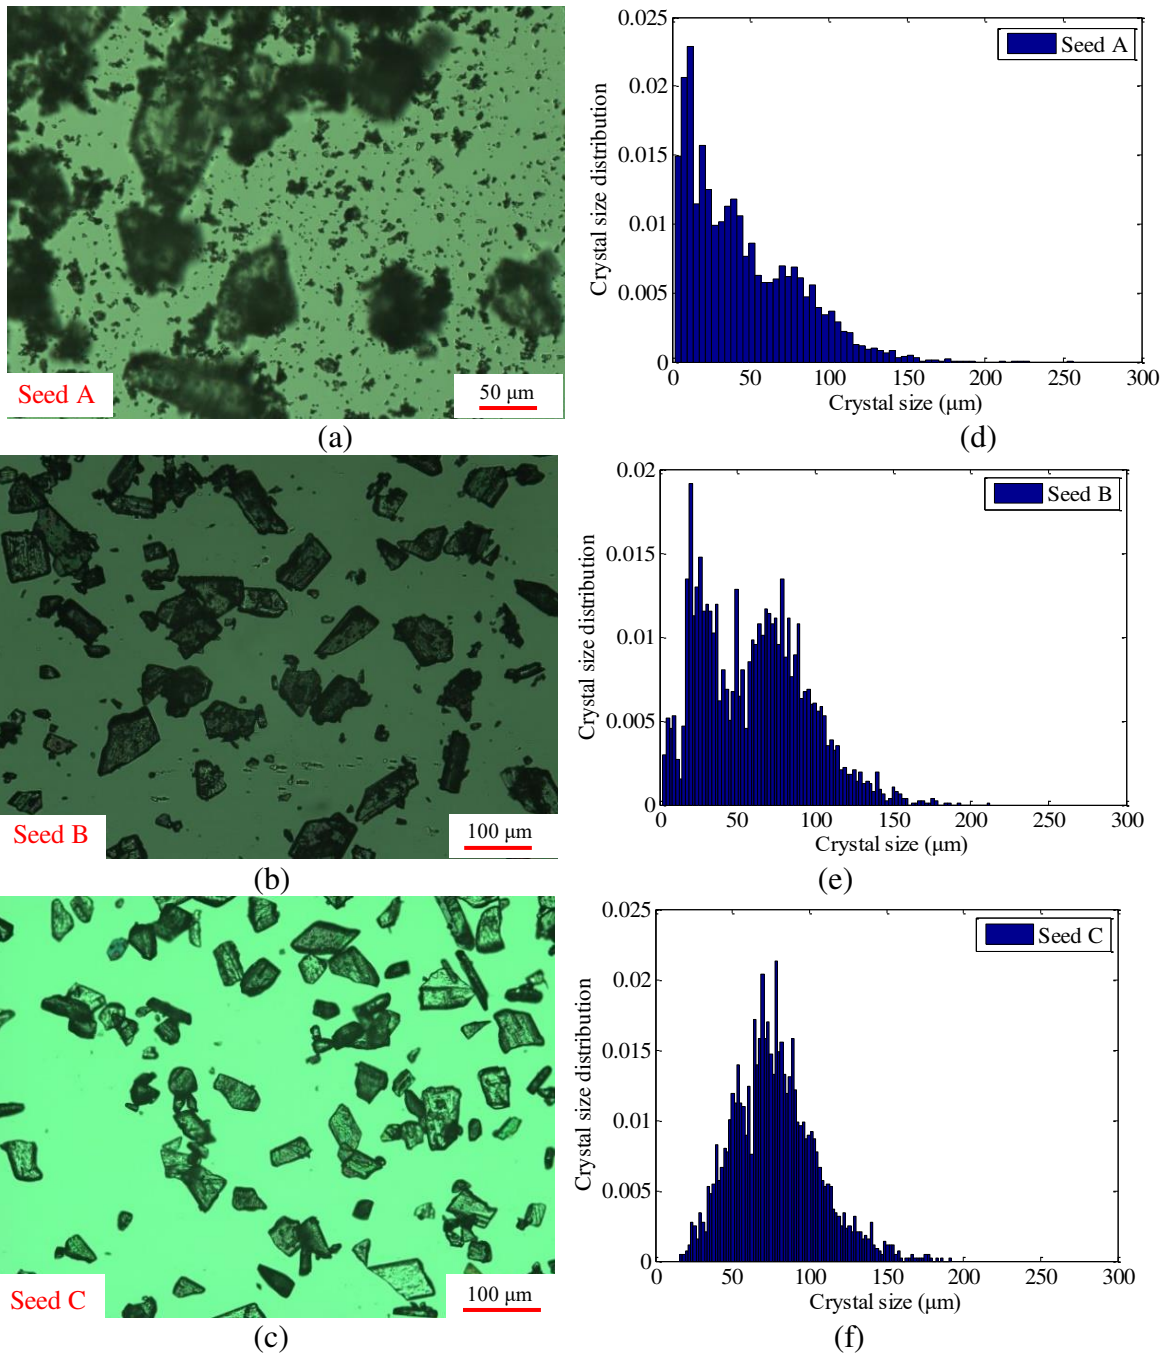 Seed A
50 μm
(a)
0.025
0.02
0.015
0.01
0.005
0
Crystal size distribution
Seed A
0 50 100 150 200 250 300
Crystal size (μm)
(d)
Seed B
100 μm
(b)
0.02
0.015
0.01
0.005
0
Crystal size distribution
Seed B
0 50 100 150 200 250 300
Crystal size (μm)
(e)
Seed C
100 μm
(c)
0.025
0.02
0.015
0.01
0.005
0
Crystal size distribution
Seed C
0 50 100 150 200 250 300
Crystal size (μm)
(f)